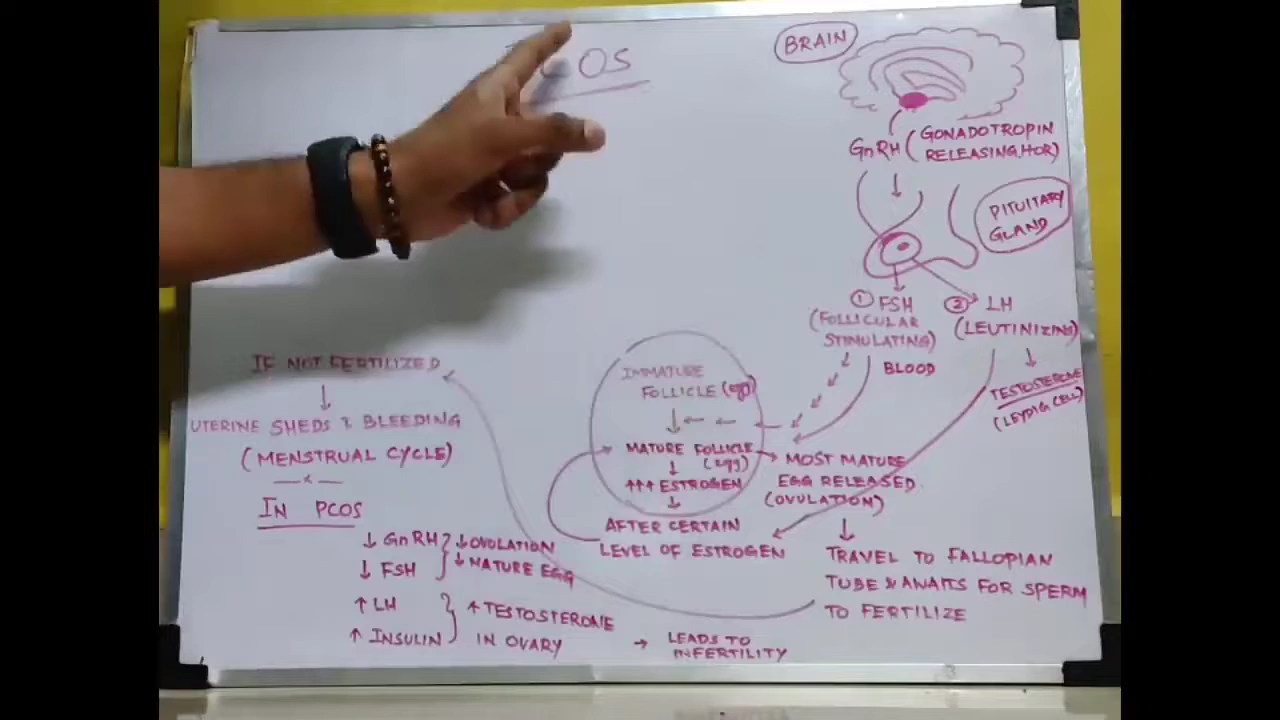 COS
BRAIN
GnRH (GONADOTROPIN
RELEASING HOR)
PITUITARY
GLAND
① FSH
(FOLLICULAR
STIMULATING)
② LH
(LEUTINIZING)
BLOOD
TESTOSTERONE
(LEYDIG CELL)
IMMATURE
FOLLICLE (egg)
MATURE FOLLICLE
(egg)
↑↑↑ ESTROGEN
AFTER CERTAIN
LEVEL OF ESTROGEN
MOST MATURE
EGG RELEASED
(OVULATION)
TRAVEL TO FALLOPIAN
TUBE & AWAITS FOR SPERM
TO FERTILIZE
IF NOT FERTILIZED
UTERINE SHEDS & BLEEDING
(MENSTRUAL CYCLE)
IN PCOS
↓ GnRH
↓ FSH
↓ OVULATION
↓ MATURE EGG
↑ LH
↑ INSULIN
↑ TESTOSTERONE
IN OVARY
→ LEADS TO
INFERTILITY